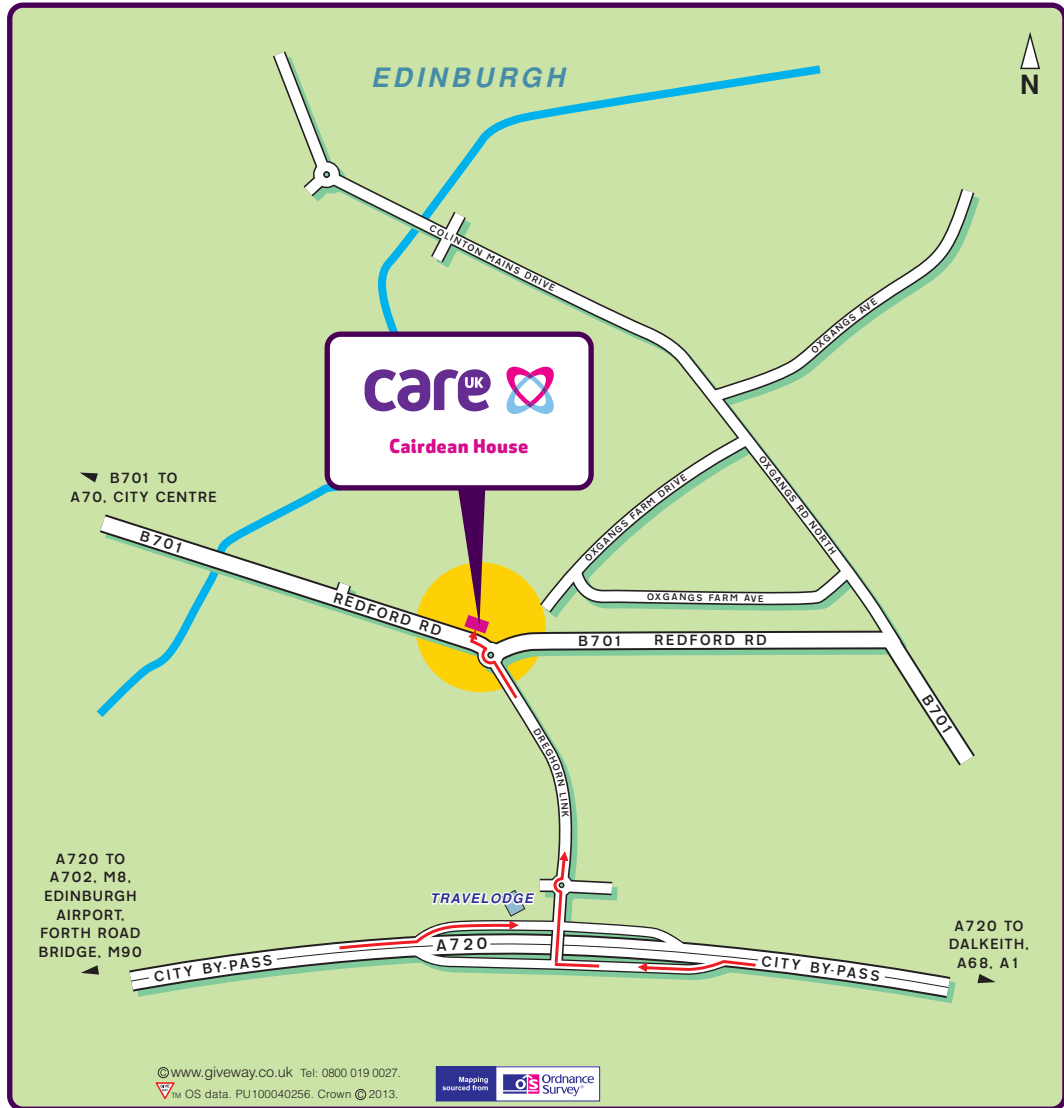 EDINBURGH
N
COLINTON MAINS DRIVE
OXGANGS AVE
care UK
Cairdean House
B701 TO
A70, CITY CENTRE
OXGANGS FARM DRIVE
OXGANGS RD NORTH
B701
REDFORD RD
OXGANGS FARM AVE
B701 REDFORD RD
B701
DREGHORN LINK
A720 TO
A702, M8,
EDINBURGH
AIRPORT,
FORTH ROAD
BRIDGE, M90
TRAVELODGE
A720
CITY BY-PASS
CITY BY-PASS
A720 TO
DALKEITH,
A68, A1
©www.giveway.co.uk Tel: 0800 019 0027.
TM OS data. PU100040256. Crown © 2013.
Mapping
sourced from
OS Ordnance
Survey®